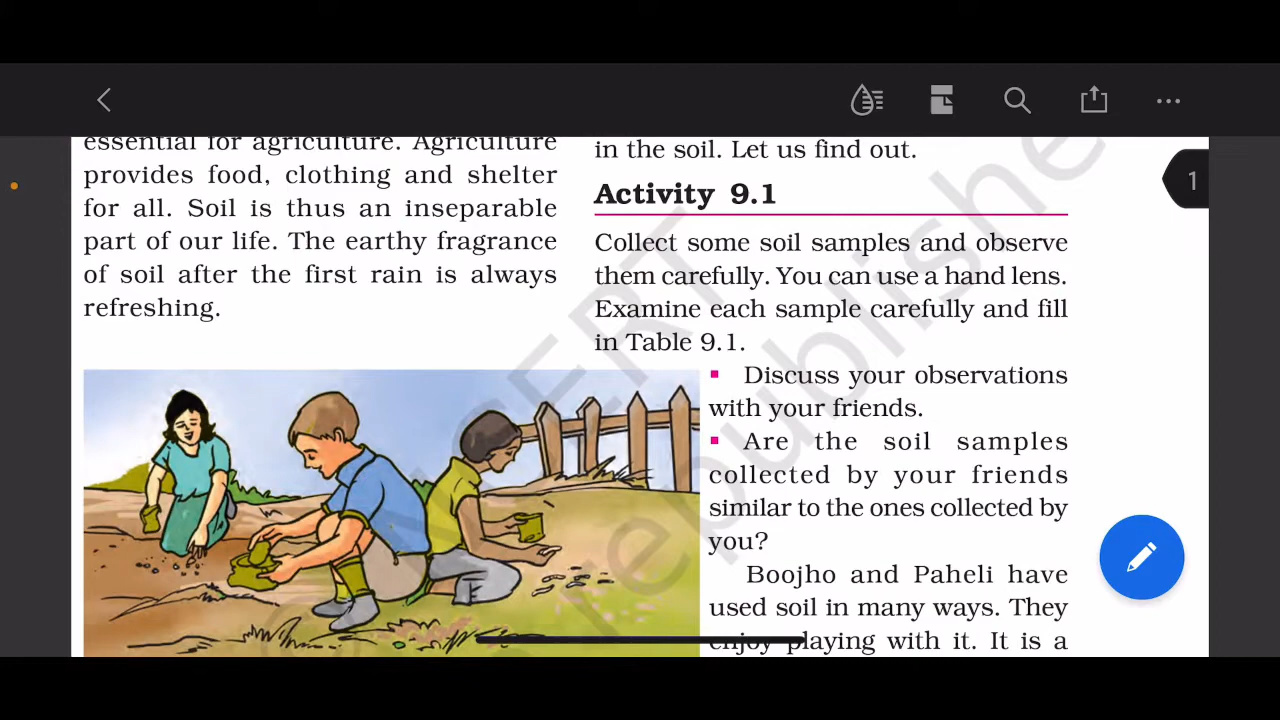 essential for agriculture. Agriculture
provides food, clothing and shelter
for all. Soil is thus an inseparable
part of our life. The earthy fragrance
of soil after the first rain is always
refreshing.
in the soil. Let us find out.
Activity 9.1
Collect some soil samples and observe
them carefully. You can use a hand lens.
Examine each sample carefully and fill
in Table 9.1.
Discuss your observations
with your friends.
Are the soil samples
collected by your friends
similar to the ones collected by
you?
Boojho and Paheli have
used soil in many ways. They
enjoy playing with it. It is a
1